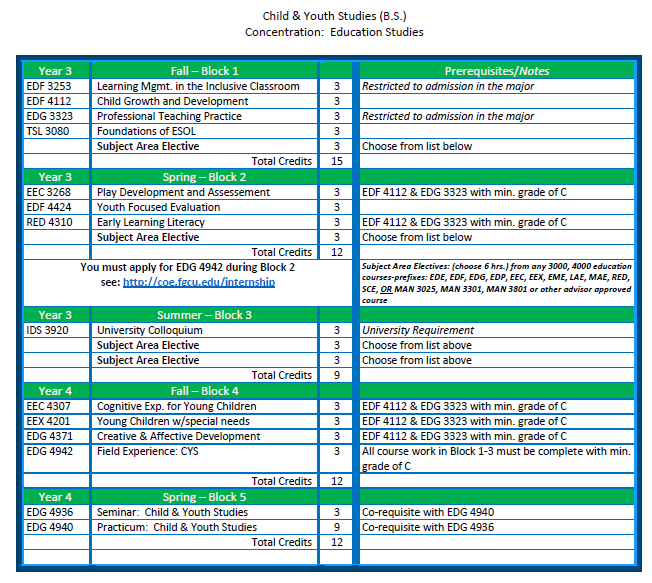 Child & Youth Studies (B.S.)
Concentration: Education Studies
Year 3 Fall – Block 1 Prerequisites/Notes
EDF 3253 Learning Mgmt. in the Inclusive Classroom 3 Restricted to admission in the major
EDF 4112 Child Growth and Development 3
EDG 3323 Professional Teaching Practice 3 Restricted to admission in the major
TSL 3080 Foundations of ESOL 3
Subject Area Elective 3 Choose from list below
Total Credits 15
Year 3 Spring – Block 2
EEC 3268 Play Development and Assessement 3 EDF 4112 & EDG 3323 with min. grade of C
EDF 4424 Youth Focused Evaluation 3
RED 4310 Early Learning Literacy 3 EDF 4112 & EDG 3323 with min. grade of C
Subject Area Elective 3 Choose from list below
Total Credits 12
You must apply for EDG 4942 during Block 2
see: http://coe.fgcu.edu/internship
Subject Area Electives: (choose 6 hrs.) from any 3000, 4000 education
courses-prefixes: EDE, EDF, EDG, EDP, EEC, EEX, EME, LAE, MAE, RED,
SCE, OR MAN 3025, MAN 3301, MAN 3801 or other advisor approved
course
Year 3 Summer – Block 3
IDS 3920 University Colloquium 3 University Requirement
Subject Area Elective 3 Choose from list above
Subject Area Elective 3 Choose from list above
Total Credits 9
Year 4 Fall – Block 4
EEC 4307 Cognitive Exp. for Young Children 3 EDF 4112 & EDG 3323 with min. grade of C
EEX 4201 Young Children w/special needs 3 EDF 4112 & EDG 3323 with min. grade of C
EDG 4371 Creative & Affective Development 3 EDF 4112 & EDG 3323 with min. grade of C
EDG 4942 Field Experience: CYS 3 All course work in Block 1-3 must be complete with min.
grade of C
Total Credits 12
Year 4 Spring – Block 5
EDG 4936 Seminar: Child & Youth Studies 3 Co-requisite with EDG 4940
EDG 4940 Practicum: Child & Youth Studies 9 Co-requisite with EDG 4936
Total Credits 12